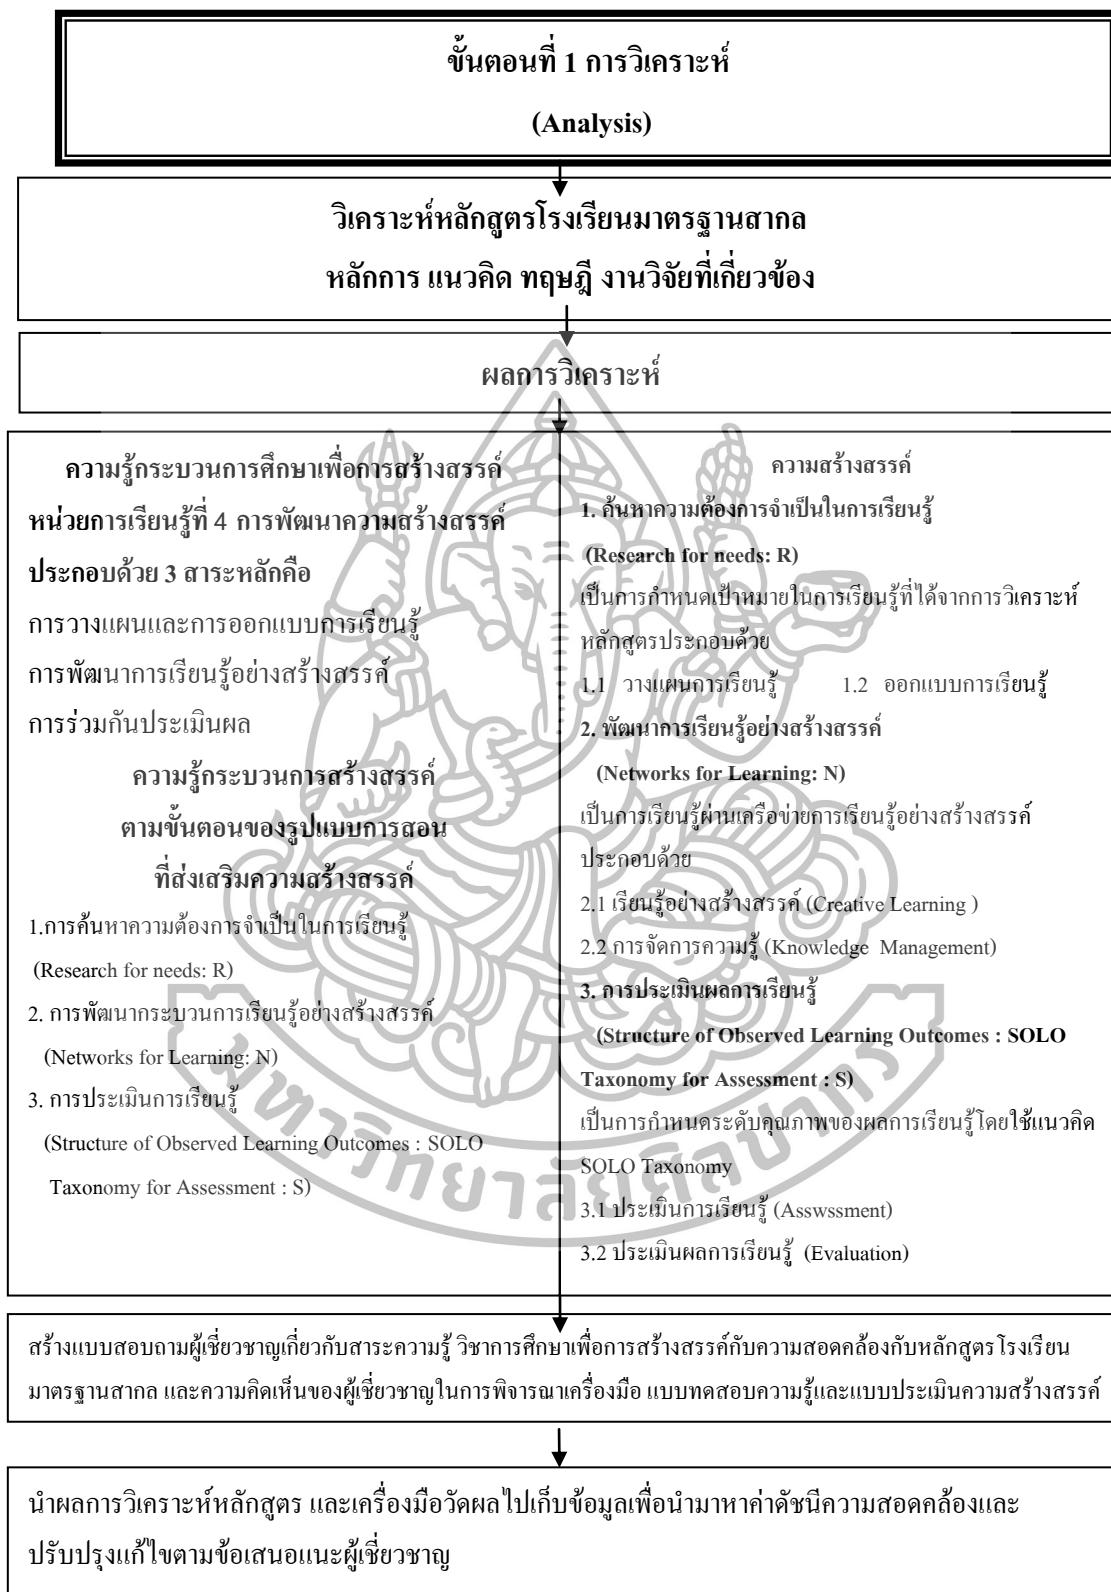 ขั้นตอนที่ 1 การวิเคราะห์
(Analysis)
วิเคราะห์หลักสูตรโรงเรียนมาตรฐานสากล
หลักการ แนวคิด ทฤษฎี งานวิจัยที่เกี่ยวข้อง
ผลการวิเคราะห์
ความรู้กระบวนการศึกษาเพื่อการสร้างสรรค์
หน่วยการเรียนรู้ที่ 4 การพัฒนาความสร้างสรรค์
ประกอบด้วย 3 สาระหลักคือ
การวางแผนและการออกแบบการเรียนรู้
การพัฒนาการเรียนรู้อย่างสร้างสรรค์
การร่วมกันประเมินผล
ความรู้กระบวนการสร้างสรรค์
ตามขั้นตอนของรูปแบบการสอน
ที่ส่งเสริมความสร้างสรรค์
1.การค้นหาความต้องการจำเป็นในการเรียนรู้
(Research for needs: R)
2. การพัฒนากระบวนการเรียนรู้อย่างสร้างสรรค์
(Networks for Learning: N)
3. การประเมินการเรียนรู้
(Structure of Observed Learning Outcomes : SOLO
Taxonomy for Assessment : S)
ความสร้างสรรค์
1. ค้นหาความต้องการจำเป็นในการเรียนรู้
(Research for needs: R)
เป็นการกำหนดเป้าหมายในการเรียนรู้ที่ได้จากการวิเคราะห์
หลักสูตรประกอบด้วย
1.1 วางแผนการเรียนรู้ 1.2 ออกแบบการเรียนรู้
2. พัฒนาการเรียนรู้อย่างสร้างสรรค์
(Networks for Learning: N)
เป็นการเรียนรู้ผ่านเครือข่ายการเรียนรู้อย่างสร้างสรรค์
ประกอบด้วย
2.1 เรียนรู้อย่างสร้างสรรค์ (Creative Learning )
2.2 การจัดการความรู้ (Knowledge Management)
3. การประเมินผลการเรียนรู้
(Structure of Observed Learning Outcomes : SOLO
Taxonomy for Assessment : S)
เป็นการกำหนดระดับคุณภาพของผลการเรียนรู้โดยใช้แนวคิด
SOLO Taxonomy
3.1 ประเมินการเรียนรู้ (Asswssment)
3.2 ประเมินผลการเรียนรู้ (Evaluation)
มหาวิทยาลัยศิลปากร
สร้างแบบสอบถามผู้เชี่ยวชาญเกี่ยวกับสาระความรู้ วิชาการศึกษาเพื่อการสร้างสรรค์กับความสอดคล้องกับหลักสูตรโรงเรียน
มาตรฐานสากล และความคิดเห็นของผู้เชี่ยวชาญในการพิจารณาเครื่องมือ แบบทดสอบความรู้และแบบประเมินความสร้างสรรค์
นำผลการวิเคราะห์หลักสูตร และเครื่องมือวัดผลไปเก็บข้อมูลเพื่อนำมาหาค่าดัชนีความสอดคล้องและ
ปรับปรุงแก้ไขตามข้อเสนอแนะผู้เชี่ยวชาญ